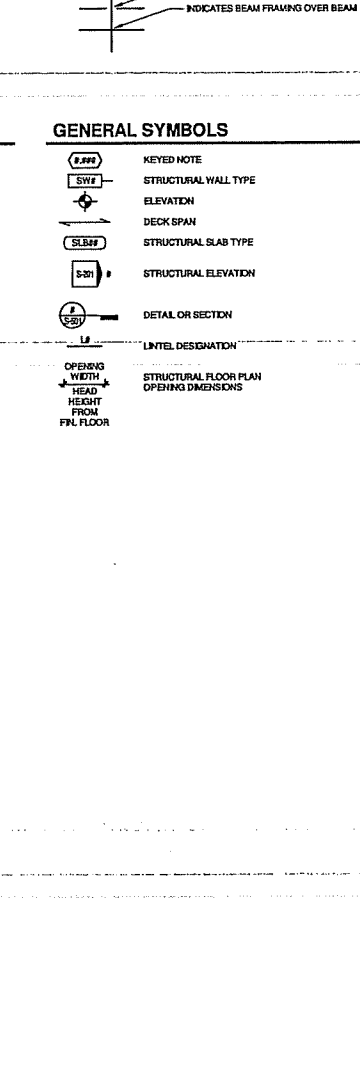 INDICATES BEAM FRAMING OVER BEAM
GENERAL SYMBOLS
#.### KEYED NOTE
SW# STRUCTURAL WALL TYPE
ELEVATION
DECK SPAN
SLB## STRUCTURAL SLAB TYPE
S-201 # STRUCTURAL ELEVATION
#
S-501 DETAIL OR SECTION
L# LINTEL DESIGNATION
OPENING
WIDTH STRUCTURAL FLOOR PLAN
HEAD OPENING DIMENSIONS
HEIGHT
FROM
FIN. FLOOR